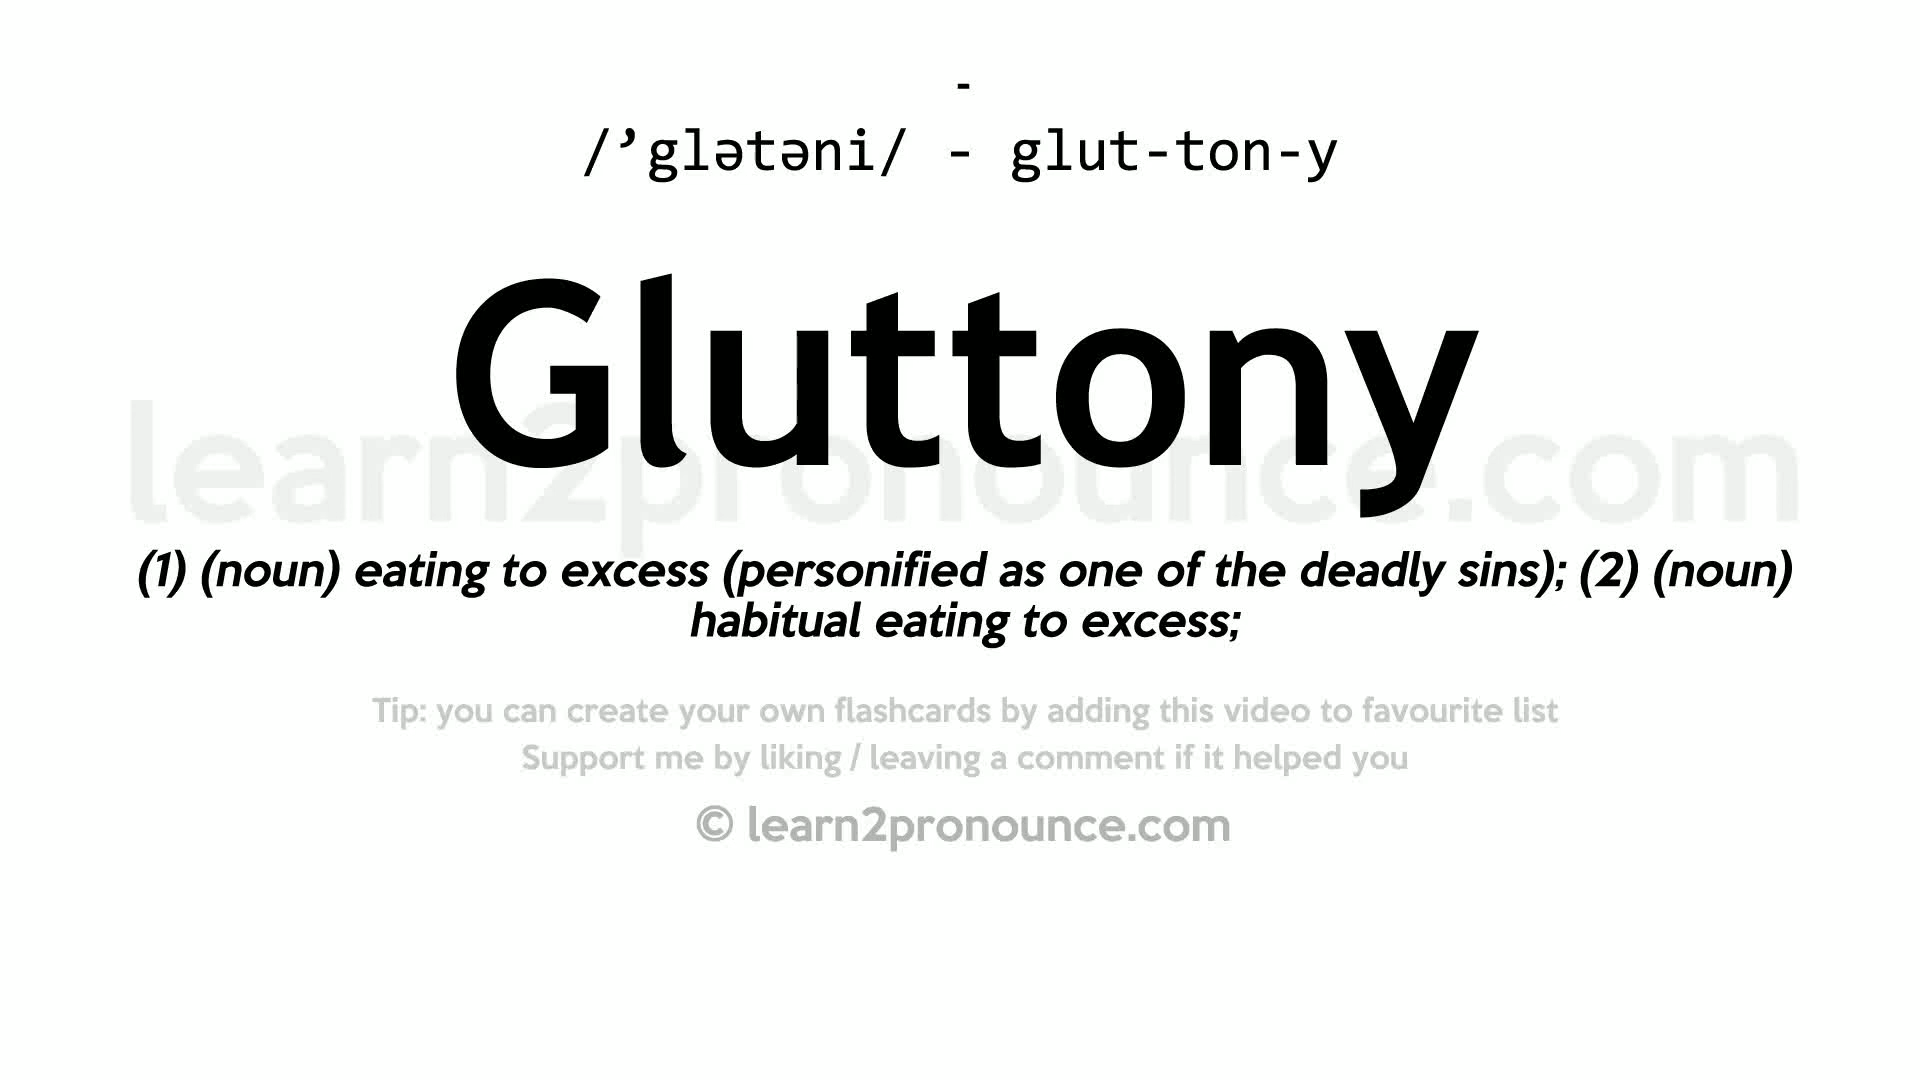 -
/’glətəni/ - glut-ton-y
Gluttony
learn2pronounce.com
(1) (noun) eating to excess (personified as one of the deadly sins); (2) (noun)
habitual eating to excess;
Tip: you can create your own flashcards by adding this video to favourite list
Support me by liking / leaving a comment if it helped you
© learn2pronounce.com